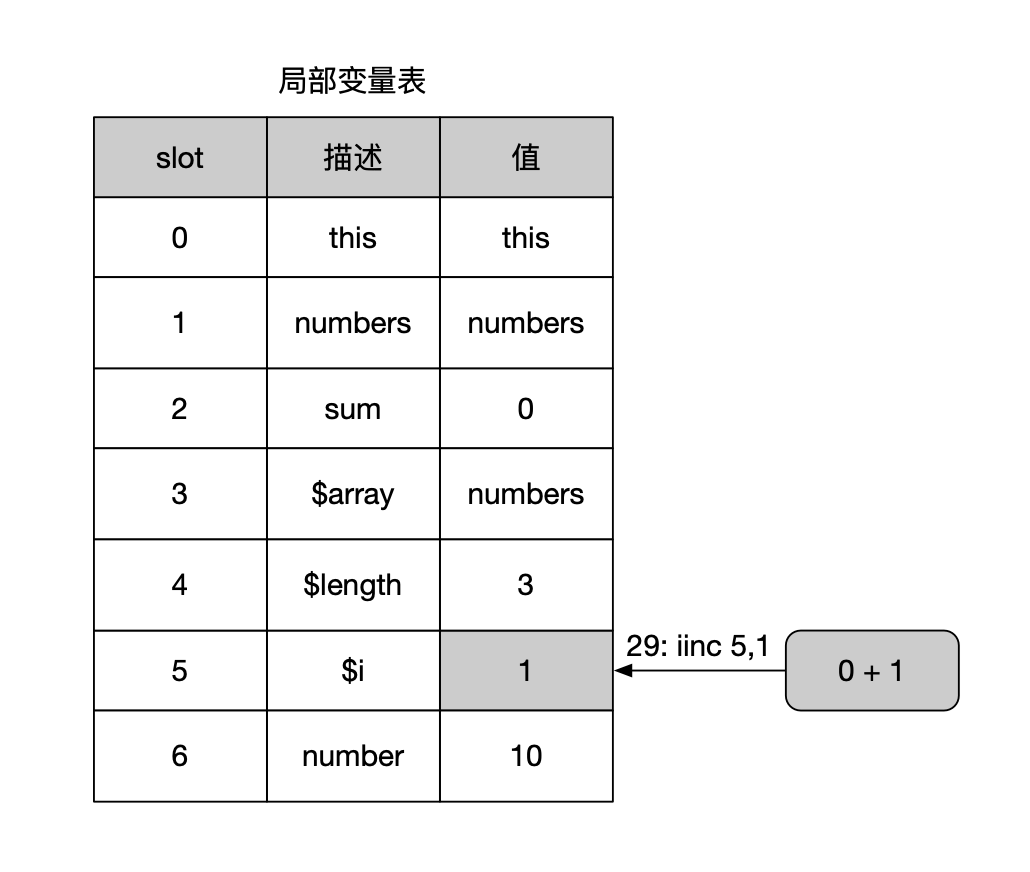 局部变量表
slot 描述 值
0 this this
1 numbers numbers
2 sum 0
3 $array numbers
4 $length 3
29: iinc 5,1
5 $i 1 0 + 1
6 number 10